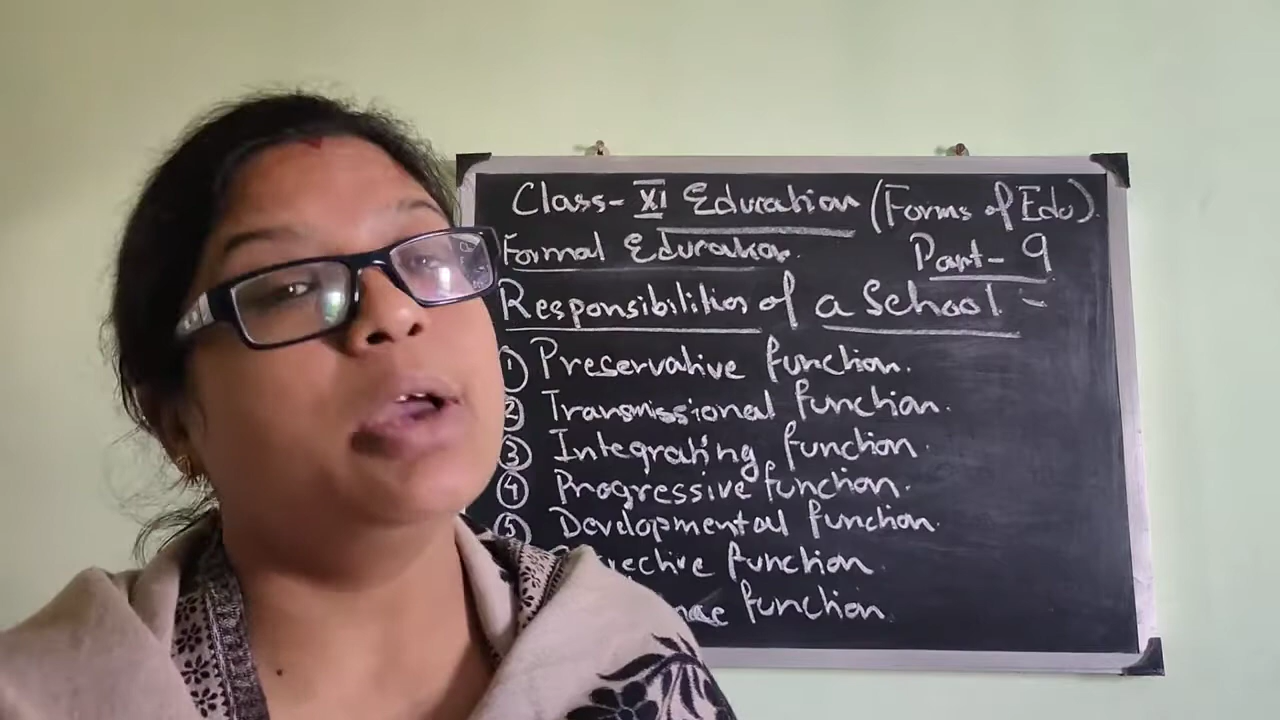 Class- XI Education (Forms of Edu).
Formal Education.
Part- 9
Responsibilities of a School :-
① Preservative function.
② Transmissional function.
③ Integrating function.
④ Progressive function.
⑤ Developmental function.
function.
function.